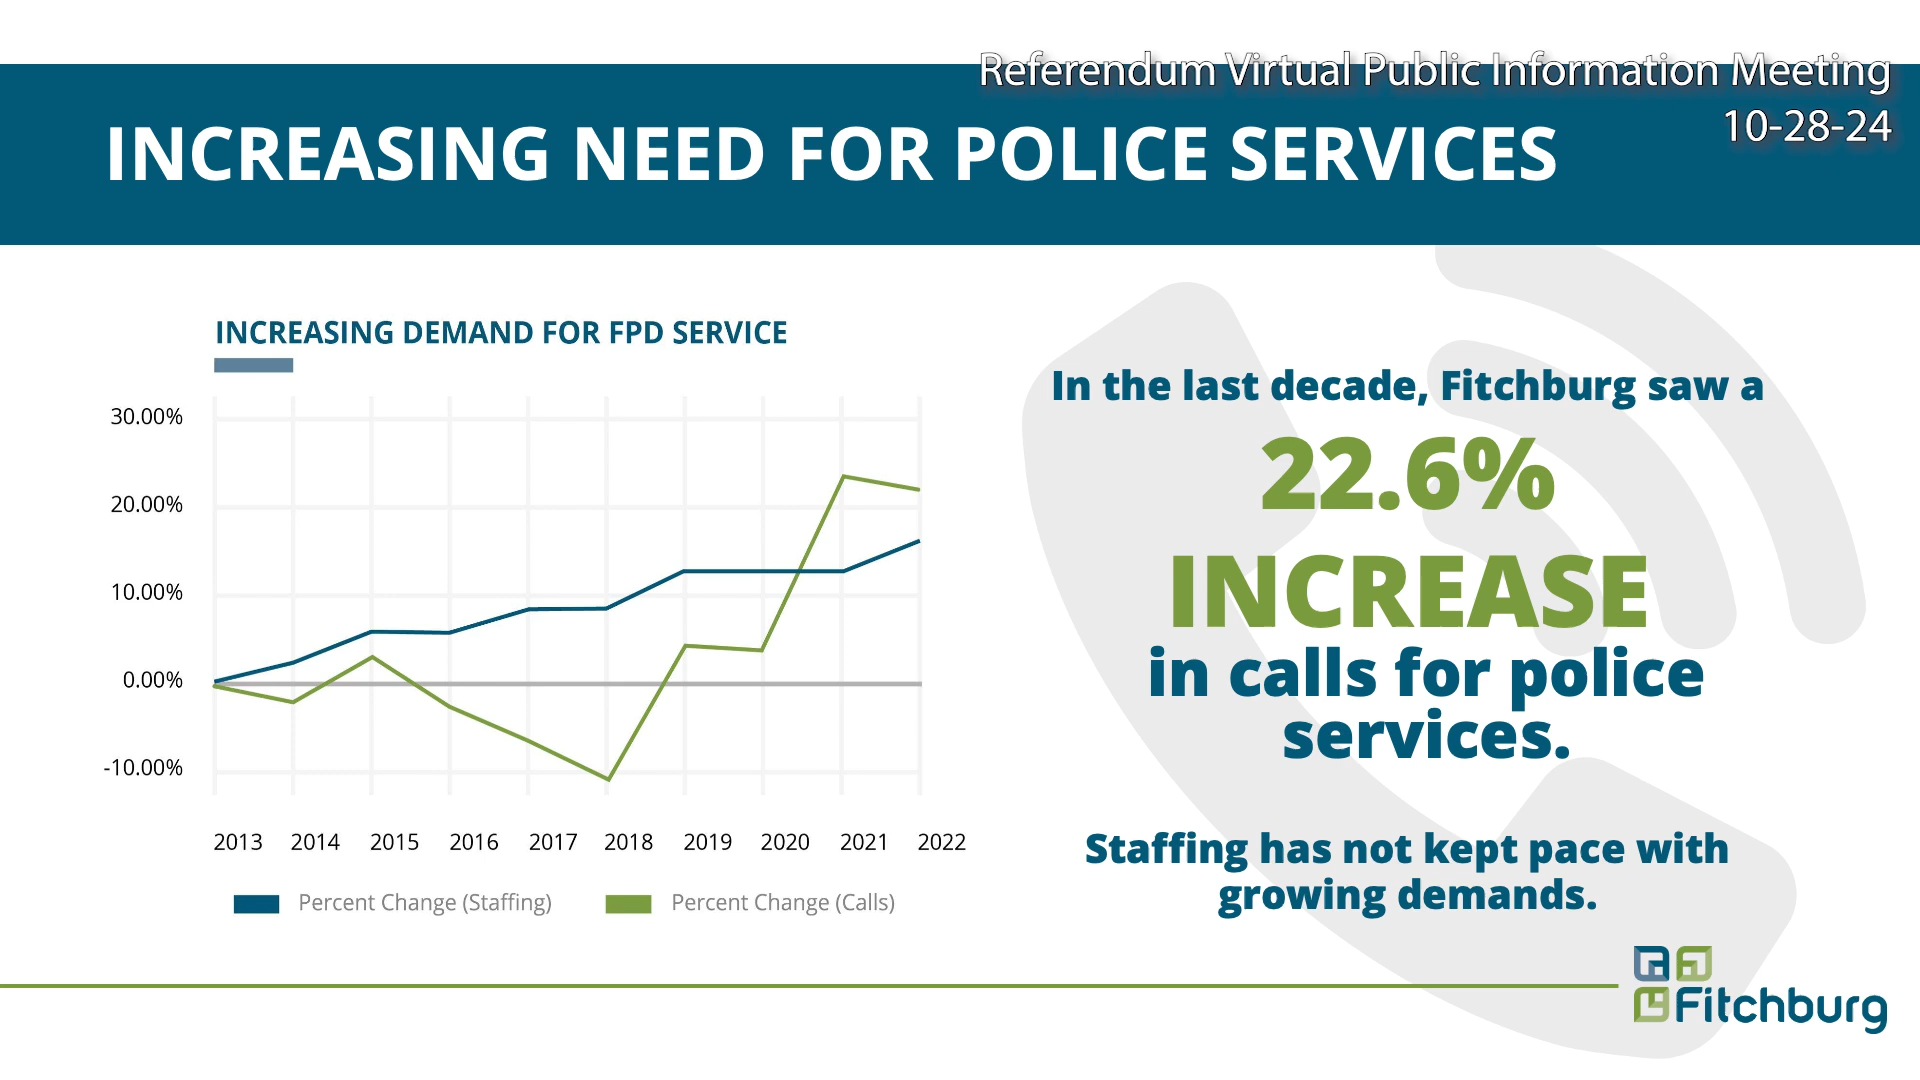 Referendum Virtual Public Information Meeting
10-28-24
INCREASING NEED FOR POLICE SERVICES
INCREASING DEMAND FOR FPD SERVICE
30.00%
20.00%
10.00%
0.00%
-10.00%
2013 2014 2015 2016 2017 2018 2019 2020 2021 2022
Percent Change (Staffing) Percent Change (Calls)
In the last decade, Fitchburg saw a
22.6%
INCREASE
in calls for police
services.
Staffing has not kept pace with
growing demands.
Fitchburg